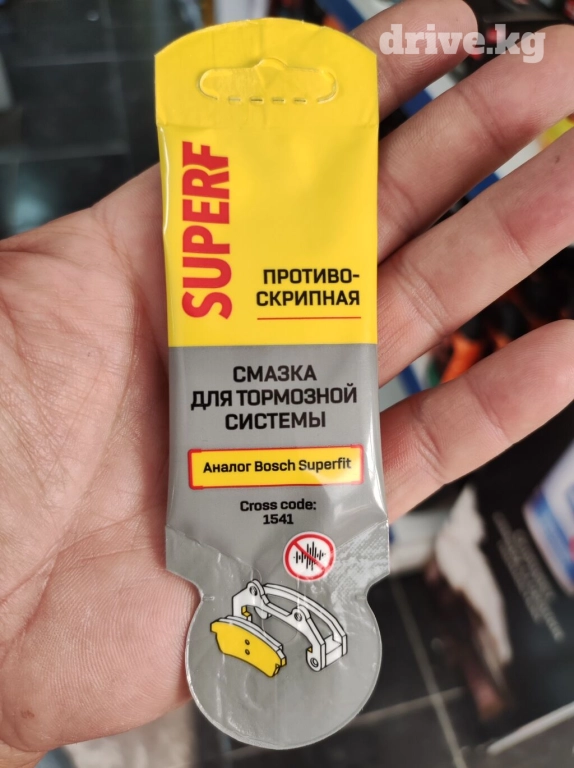 drive.kg
SUPERF
ПРОТИВО-
СКРИПНАЯ
СМАЗКА
ДЛЯ ТОРМОЗНОЙ
СИСТЕМЫ
Аналог Bosch Superfit
Cross code:
1541